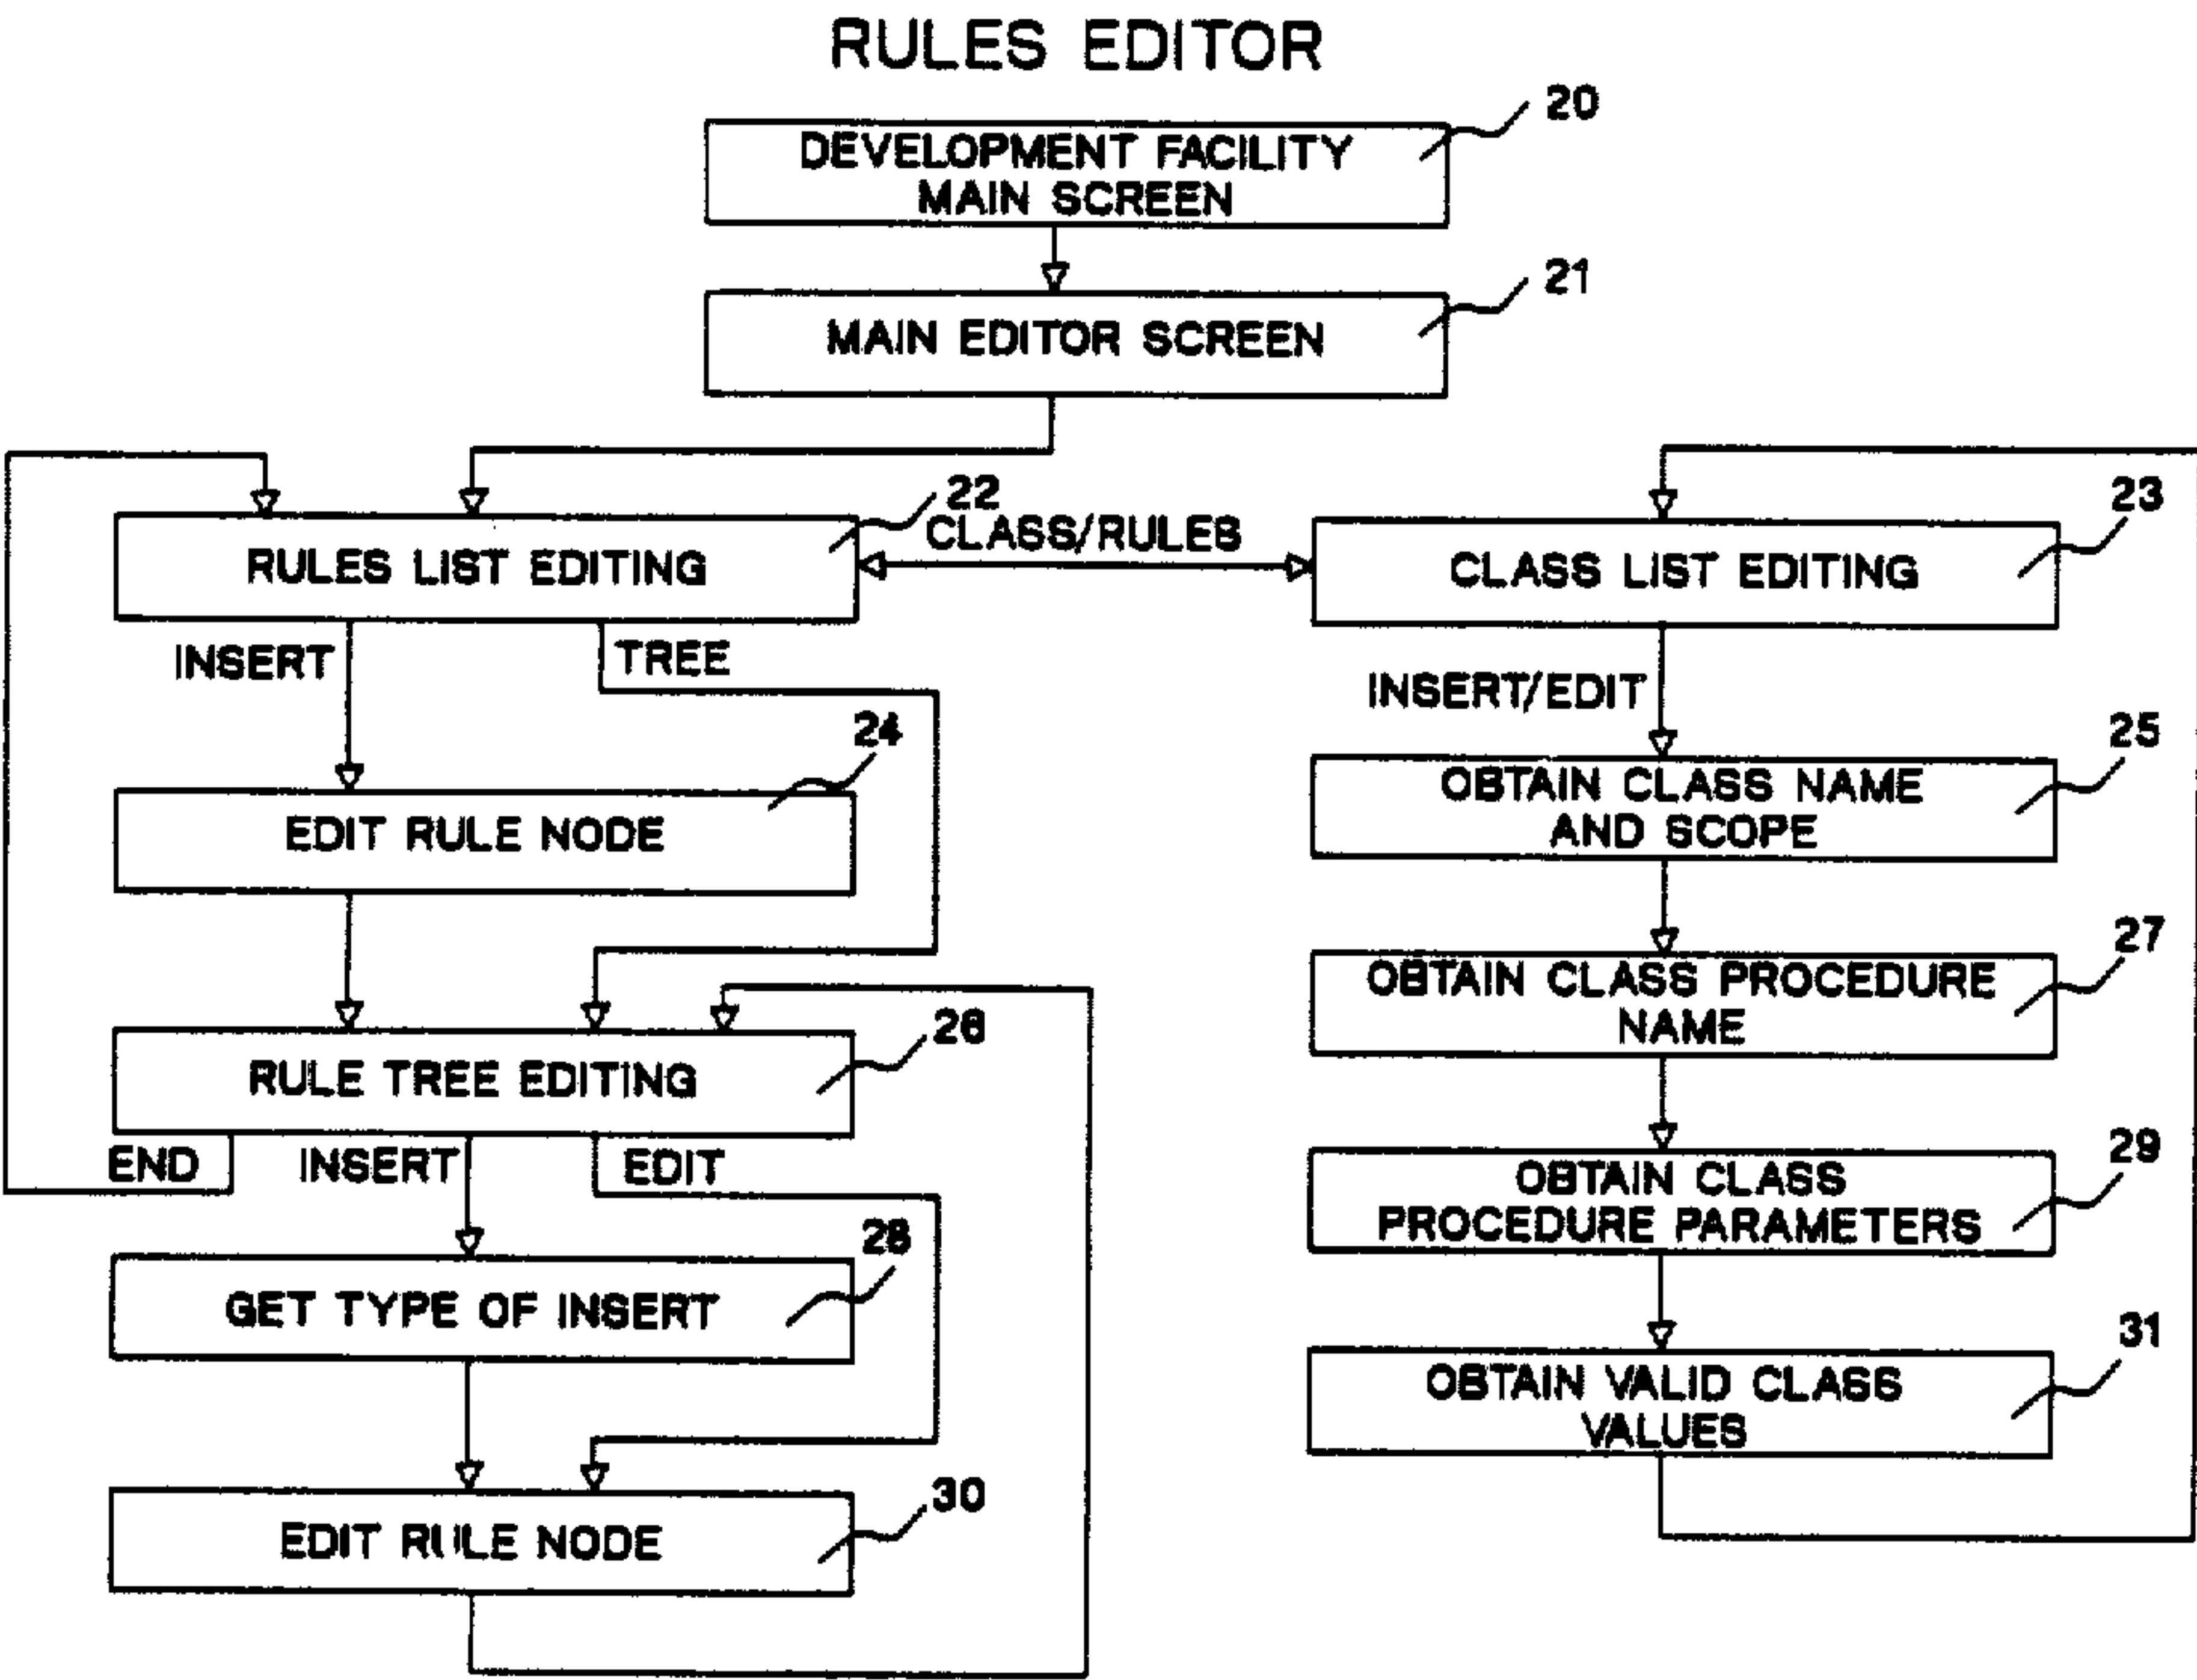 RULES EDITOR
20
DEVELOPMENT FACILITY
MAIN SCREEN
21
MAIN EDITOR SCREEN
22
CLASS/RULES
23
RULES LIST EDITING
CLASS LIST EDITING
INSERT
TREE
INSERT/EDIT
24
25
EDIT RULE NODE
OBTAIN CLASS NAME
AND SCOPE
27
OBTAIN CLASS PROCEDURE
NAME
26
RULE TREE EDITING
END
INSERT
EDIT
29
OBTAIN CLASS
PROCEDURE PARAMETERS
28
GET TYPE OF INSERT
31
OBTAIN VALID CLASS
VALUES
30
EDIT RULE NODE